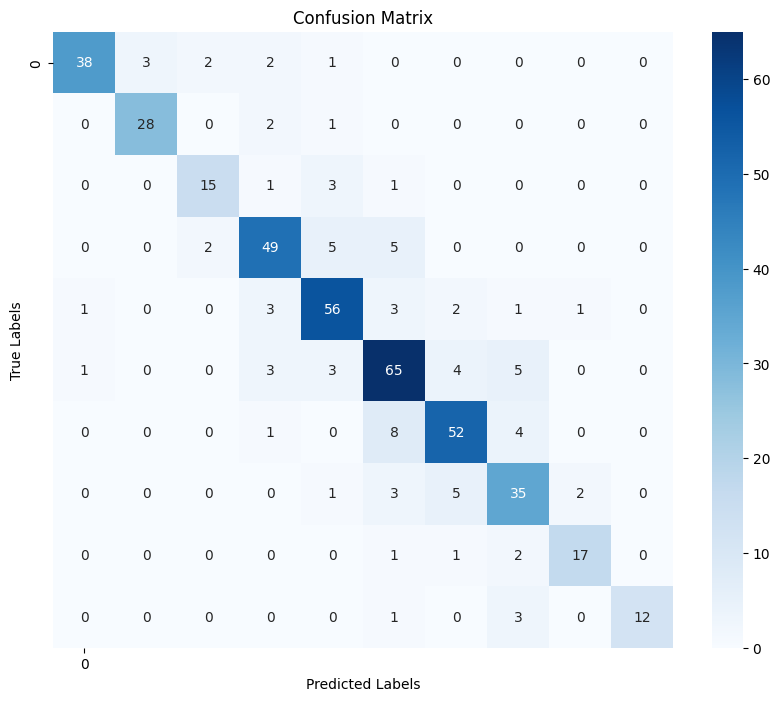 Confusion Matrix
0 38 3 2 2 1 0 0 0 0 0
0 28 0 2 1 0 0 0 0 0
0 0 15 1 3 1 0 0 0 0
0 0 2 49 5 5 0 0 0 0
1 0 0 3 56 3 2 1 1 0
1 0 0 3 3 65 4 5 0 0
0 0 0 1 0 8 52 4 0 0
0 0 0 0 1 3 5 35 2 0
0 0 0 0 0 1 1 2 17 0
0 0 0 0 0 1 0 3 0 12
0
True Labels
Predicted Labels
60
50
40
30
20
10
0